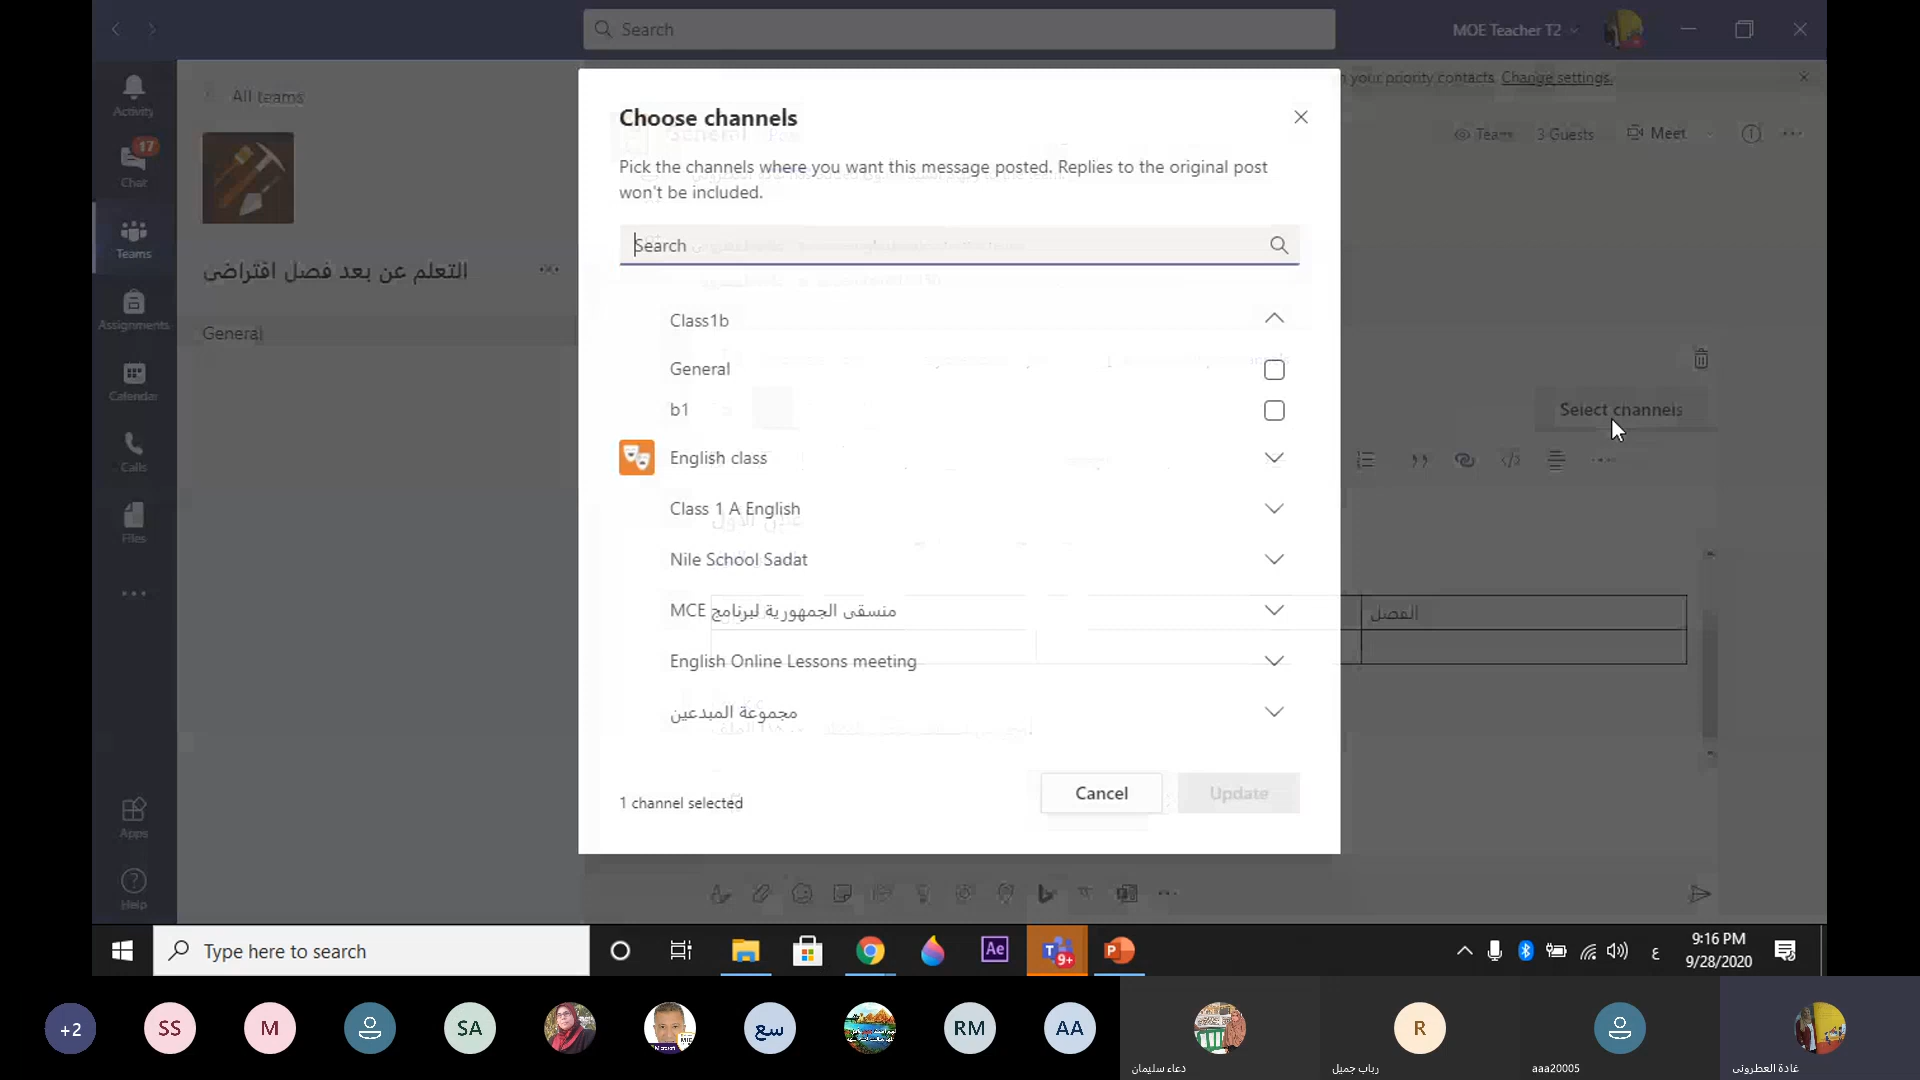 Search
MOE Teacher T2
n your priority contacts Change settings.
Activity
All teams
17
Chat
Teams
3 Guests
Meet
Teams
التعلم عن بعد فصل افتراضى
Assignments
General
Calendar
Calls
Files
Apps
Help
Choose channels
Pick the channels where you want this message posted. Replies to the original post
won't be included.
Search
Class1b
General
b1
Select channels
English class
Class 1 A English
Nile School Sadat
منسقى الجمهورية لبرنامج MCE
الفصل
English Online Lessons meeting
مجموعة المبدعين
1 channel selected
Cancel
Update
Type here to search
Ae
9+
ع
9:16 PM
9/28/2020
+2
SS
M
SA
سع
RM
AA
R
دعاء سليمان
رباب جميل
aaa20005
غادة العطرونى